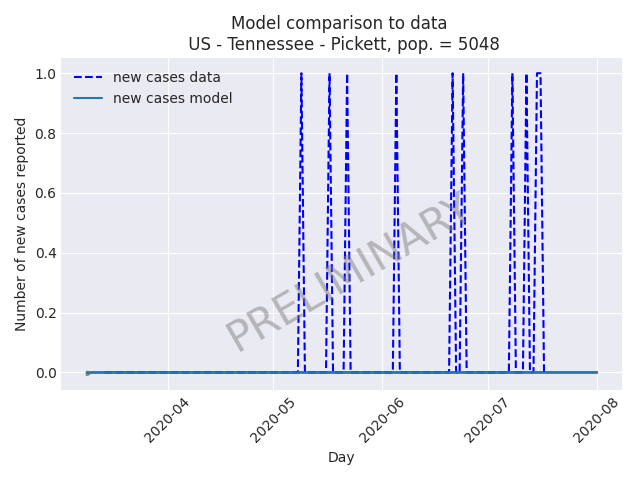 Model comparison to data
US - Tennessee - Pickett, pop. = 5048
new cases data
new cases model
Number of new cases reported
1.0
0.8
0.6
0.4
0.2
0.0
PRELIMINARY
2020-04
2020-05
2020-06
2020-07
2020-08
Day